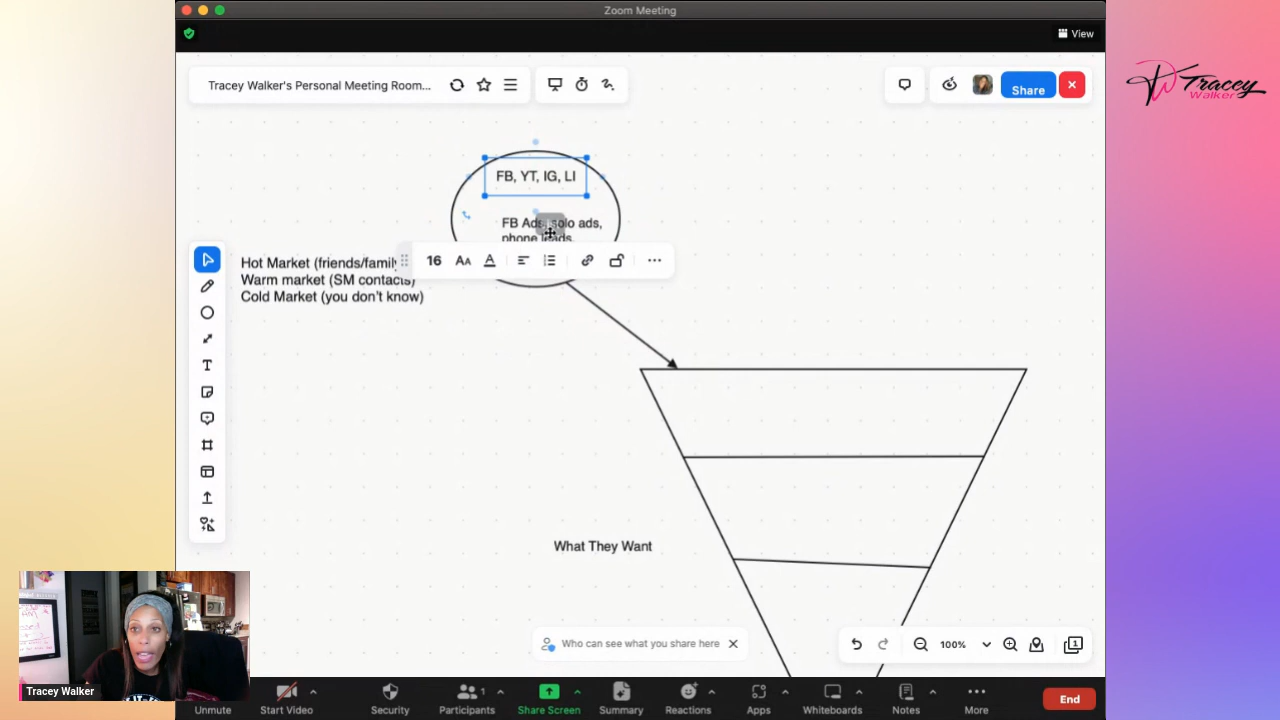 Zoom Meeting
View
Tracey Walker's Personal Meeting Room...
Share
Tracey
Walker
FB, YT, IG, LI
FB Ads, solo ads,
phone leads,
16
Hot Market (friends/family
Warm market (SM contacts)
Cold Market (you don't know)
What They Want
Who can see what you share here
100%
1
Tracey Walker
Unmute
Start Video
Security
Participants
1
Share Screen
Summary
Reactions
Apps
Whiteboards
Notes
More
End